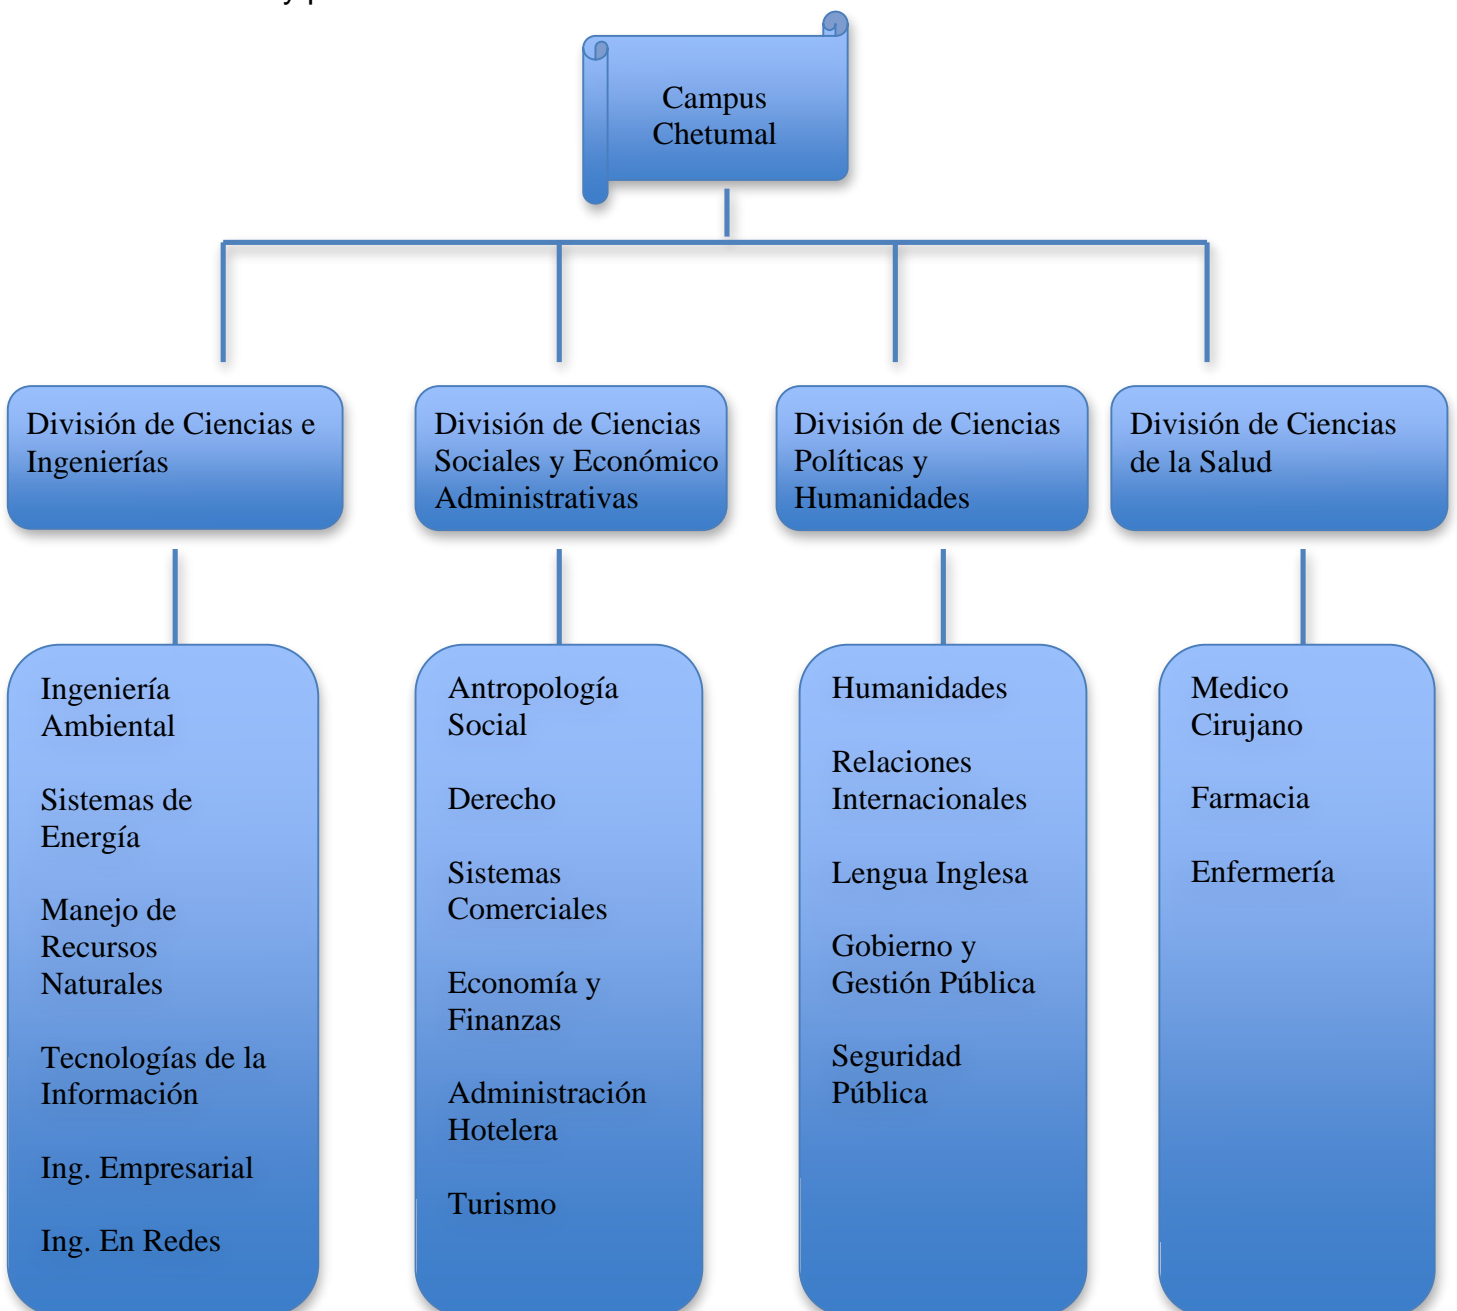 Campus
Chetumal
División de Ciencias e
Ingenierías
División de Ciencias
Sociales y Económico
Administrativas
División de Ciencias
Políticas y
Humanidades
División de Ciencias
de la Salud
Ingeniería
Ambiental
Sistemas de
Energía
Manejo de
Recursos
Naturales
Tecnologías de la
Información
Ing. Empresarial
Ing. En Redes
Antropología
Social
Derecho
Sistemas
Comerciales
Economía y
Finanzas
Administración
Hotelera
Turismo
Humanidades
Relaciones
Internacionales
Lengua Inglesa
Gobierno y
Gestión Pública
Seguridad
Pública
Medico
Cirujano
Farmacia
Enfermería